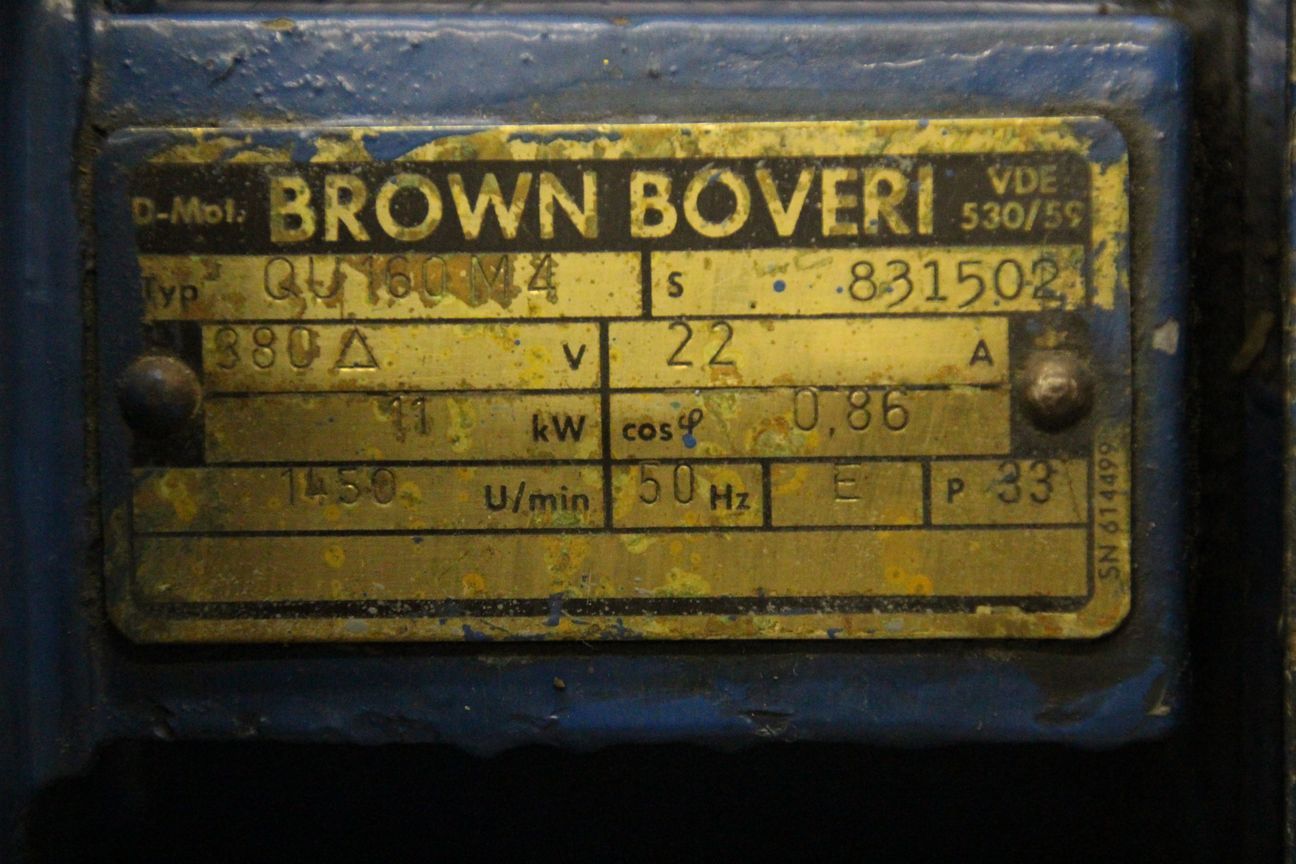 D-Mot. BROWN BOVERI VDE 530/59
Typ QU 160 M 4 S 831502
380 △ V 22 A
11 kW cosφ 0,86
1450 U/min 50 Hz E P 33
SN 614499